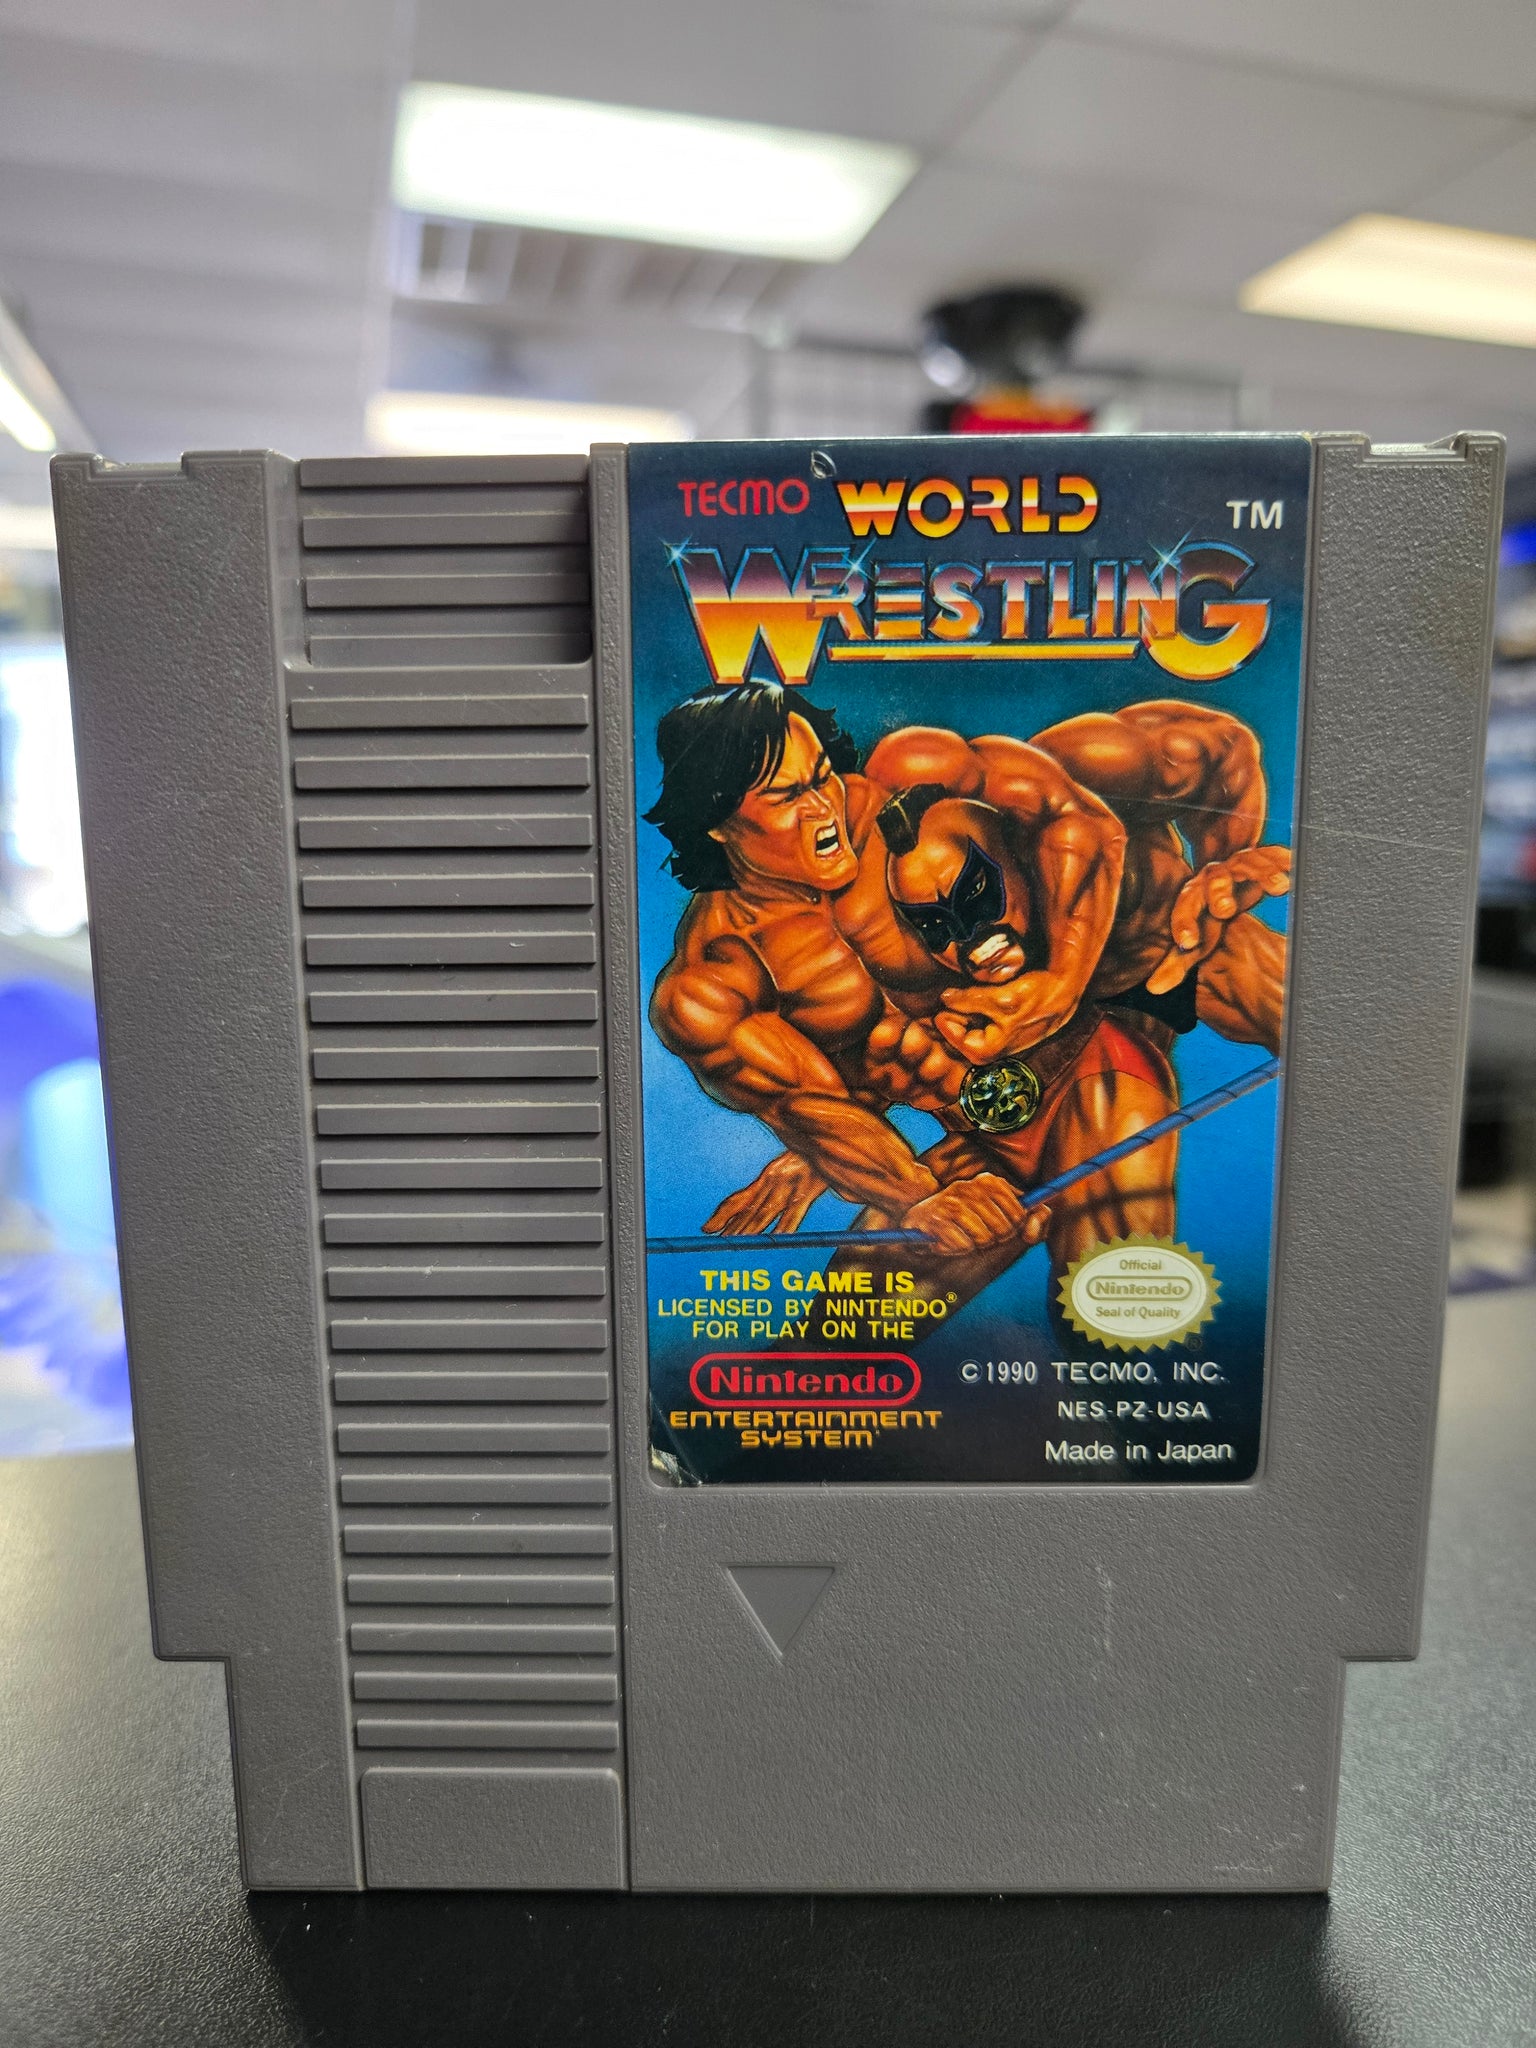 TECMO WORLD TM
WRESTLING
THIS GAME IS
LICENSED BY NINTENDO®
FOR PLAY ON THE
Nintendo
ENTERTAINMENT
SYSTEM
Official
Nintendo
Seal of Quality
©1990 TECMO, INC.
NES-PZ-USA
Made in Japan